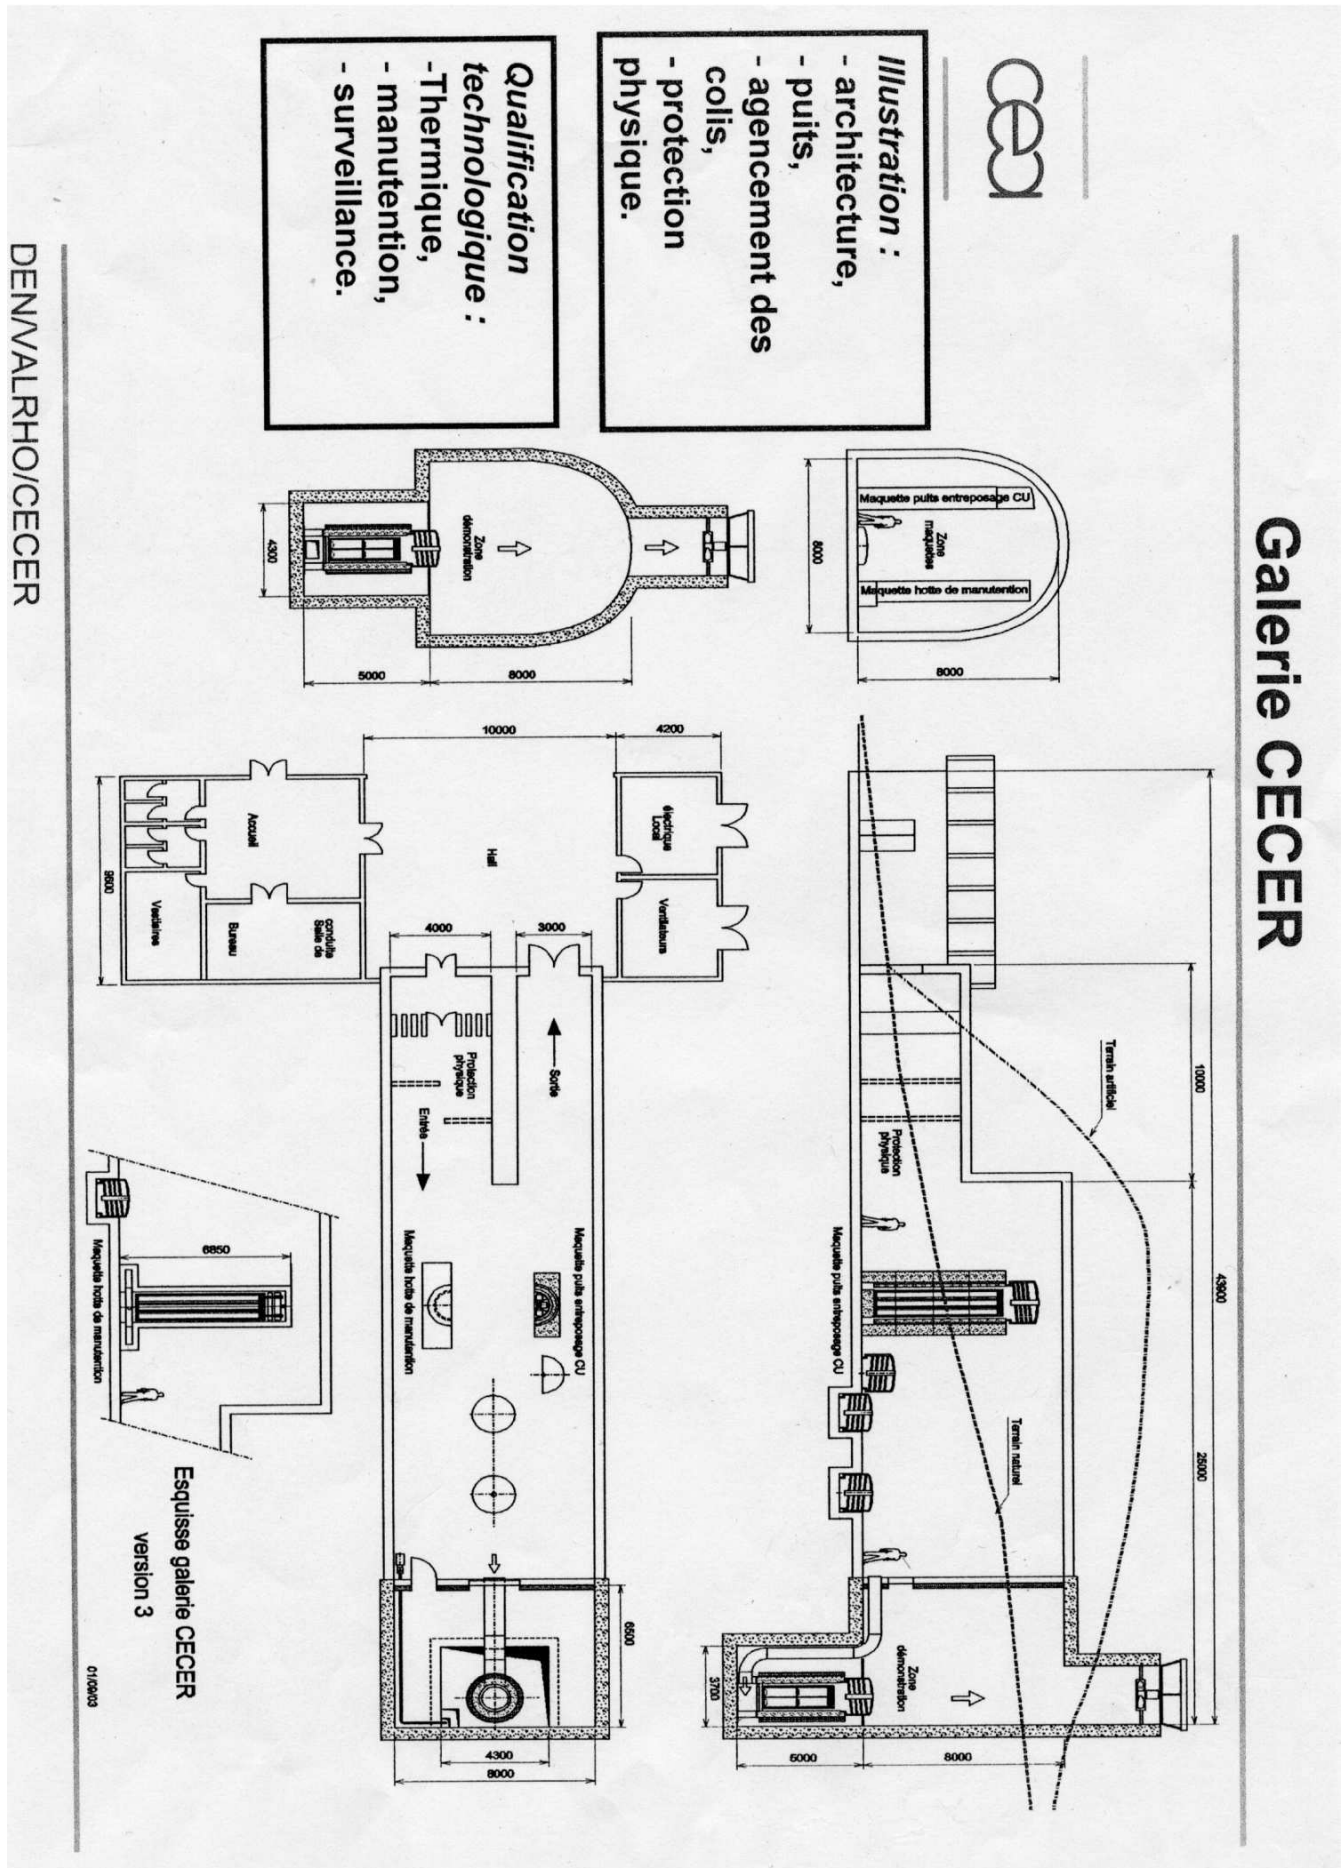 cea
Galerie CECER
Illustration :
- architecture,
- puits,
- agencement des
colis,
- protection
physique.
Qualification
technologique :
-Thermique,
- manutention,
- surveillance.
Maquette puits entreposage CU
Zone
maquettes
Maquette hotte de manutention
8000
8000
Zone
démonstration
4300
5000
8000
43900
10000
25000
Terrain artificiel
Protection
physique
Maquette puits entreposage CU
Terrain naturel
Zone
démonstration
3700
5000
8000
4200
10000
9600
électrique
Local
Ventilateurs
Hall
Accueil
conduite
Salle de
Bureau
Vestiaires
3000
4000
Sortie
Protection
physique
Entrée
Maquette puits entreposage CU
Maquette hotte de manutention
6500
4300
8000
6850
Maquette hotte de manutention
Esquisse galerie CECER
version 3
01/09/03
DEN/VALRHO/CECER